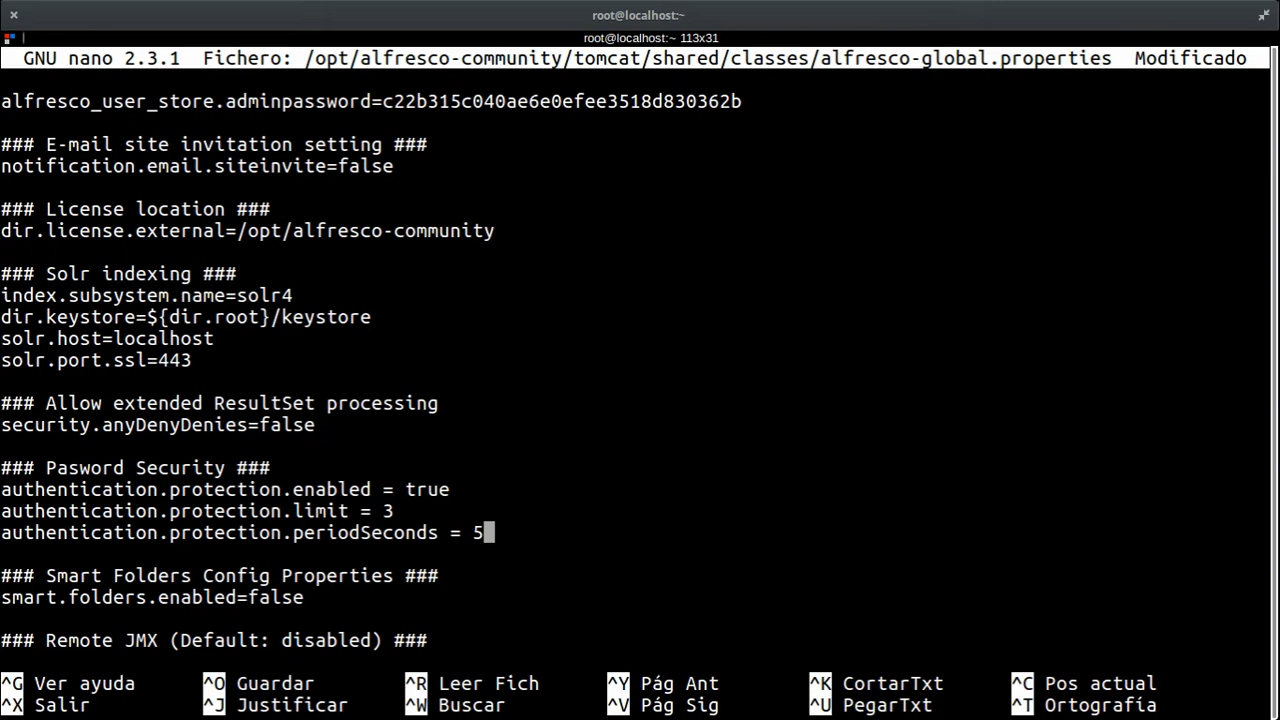 root@localhost:~
root@localhost:~ 113x31
GNU nano 2.3.1 Fichero: /opt/alfresco-community/tomcat/shared/classes/alfresco-global.properties Modificado
alfresco_user_store.adminpassword=c22b315c040ae6e0efee3518d830362b
### E-mail site invitation setting ###
notification.email.siteinvite=false
### License location ###
dir.license.external=/opt/alfresco-community
### Solr indexing ###
index.subsystem.name=solr4
dir.keystore=${dir.root}/keystore
solr.host=localhost
solr.port.ssl=443
### Allow extended ResultSet processing
security.anyDenyDenies=false
### Pasword Security ###
authentication.protection.enabled = true
authentication.protection.limit = 3
authentication.protection.periodSeconds = 5
### Smart Folders Config Properties ###
smart.folders.enabled=false
### Remote JMX (Default: disabled) ###
^G Ver ayuda ^O Guardar ^R Leer Fich ^Y Pág Ant ^K CortarTxt ^C Pos actual
^X Salir ^J Justificar ^W Buscar ^V Pág Sig ^U PegarTxt ^T Ortografía